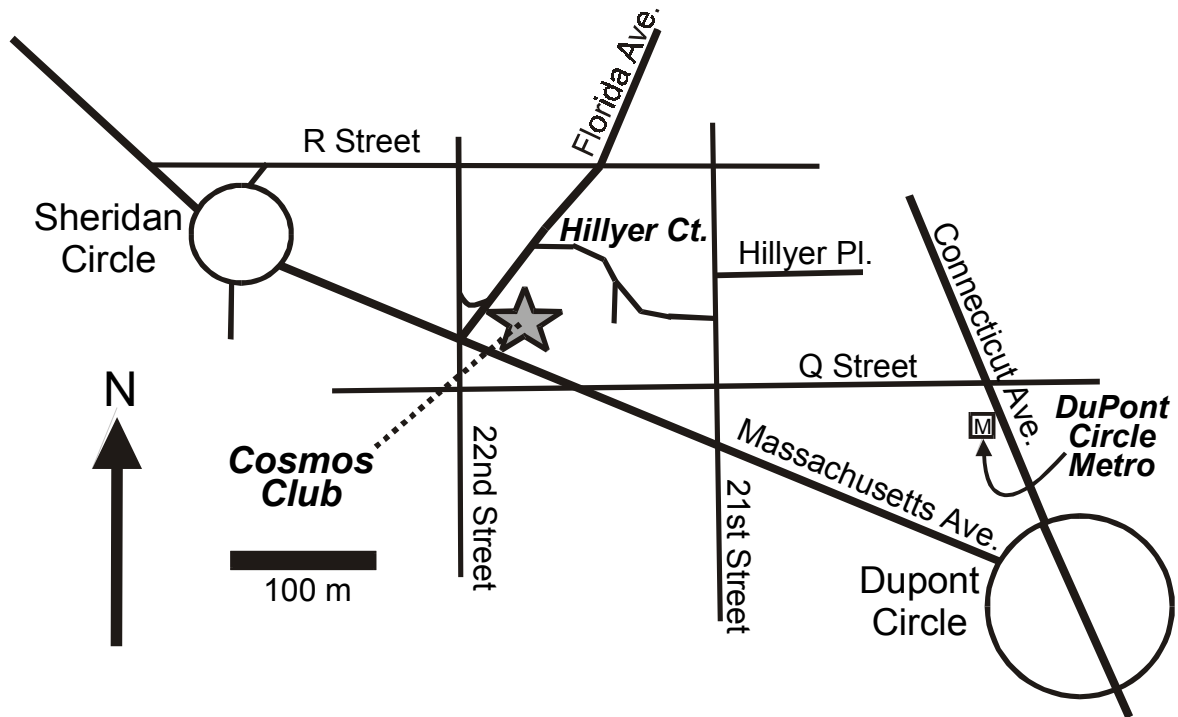 Florida Ave.
R Street
Sheridan
Circle
Hillyer Ct.
Hillyer Pl.
Connecticut Ave.
Q Street
N
DuPont
Circle
Metro
M
Cosmos
Club
22nd Street
Massachusetts Ave.
21st Street
100 m
Dupont
Circle